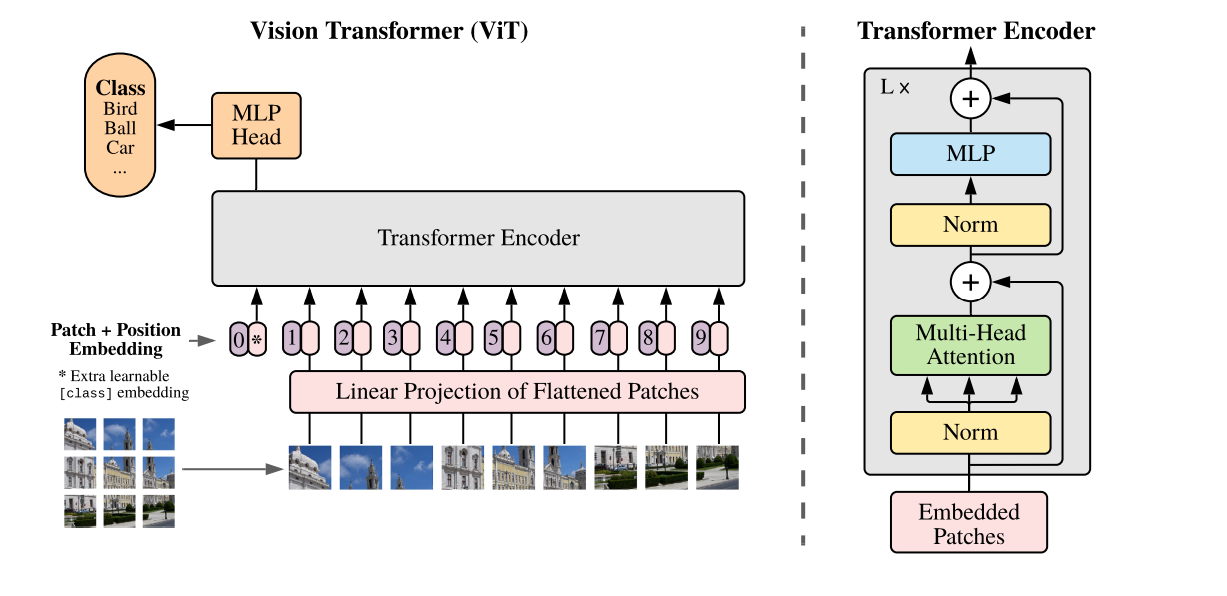 Vision Transformer (ViT)
Class
Bird
Ball
Car
...
MLP
Head
Transformer Encoder
Patch + Position
Embedding
0 * 1 2 3 4 5 6 7 8 9
* Extra learnable
[class] embedding
Linear Projection of Flattened Patches
Transformer Encoder
L ×
+
MLP
Norm
+
Multi-Head
Attention
Norm
Embedded
Patches